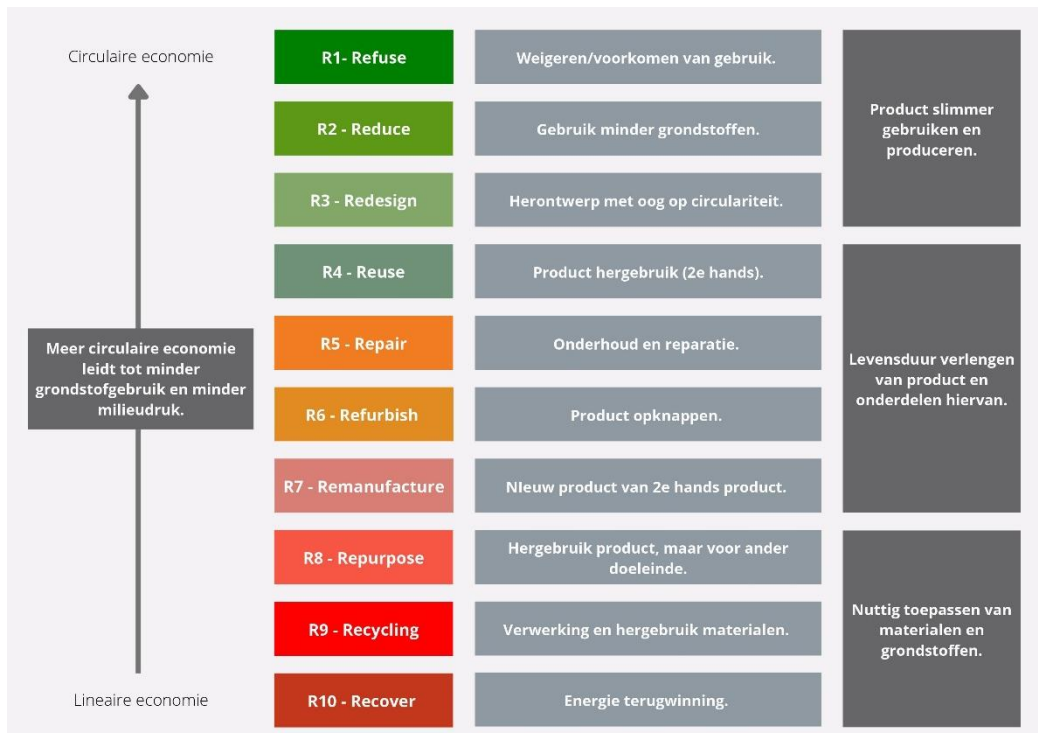 Circulaire economie
R1- Refuse
Weigeren/voorkomen van gebruik.
Product slimmer
gebruiken en
produceren.
R2 - Reduce
Gebruik minder grondstoffen.
R3 - Redesign
Herontwerp met oog op circulariteit.
R4 - Reuse
Product hergebruik (2e hands).
Levensduur verlengen
van product en
onderdelen hiervan.
Meer circulaire economie
leidt tot minder
grondstofgebruik en minder
milieudruk.
R5 - Repair
Onderhoud en reparatie.
R6 - Refurbish
Product opknappen.
R7 - Remanufacture
NIeuw product van 2e hands product.
R8 - Repurpose
Hergebruik product, maar voor ander
doeleinde.
Nuttig toepassen van
materialen en
grondstoffen.
R9 - Recycling
Verwerking en hergebruik materialen.
Lineaire economie
R10 - Recover
Energie terugwinning.